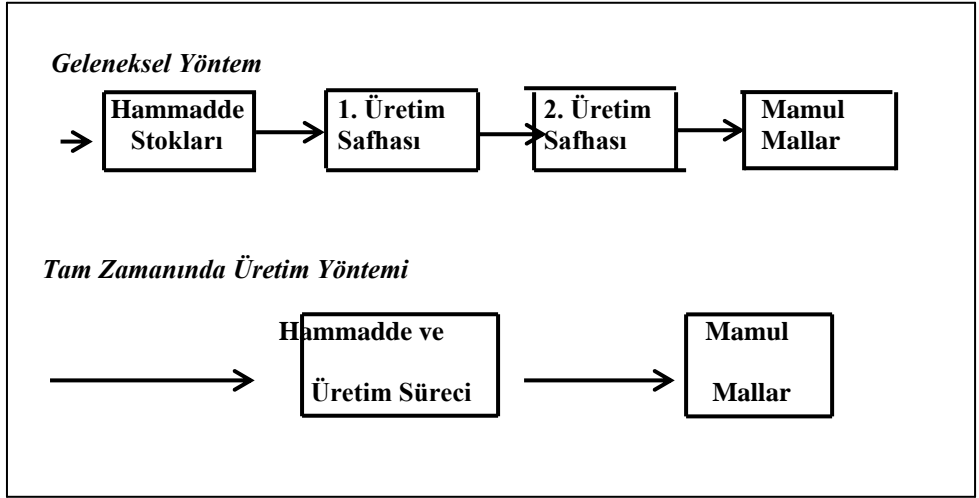 Geleneksel Yöntem
Hammadde Stokları
1. Üretim Safhası
2. Üretim Safhası
Mamul Mallar
Tam Zamanında Üretim Yöntemi
Hammadde ve
Üretim Süreci
Mamul
Mallar